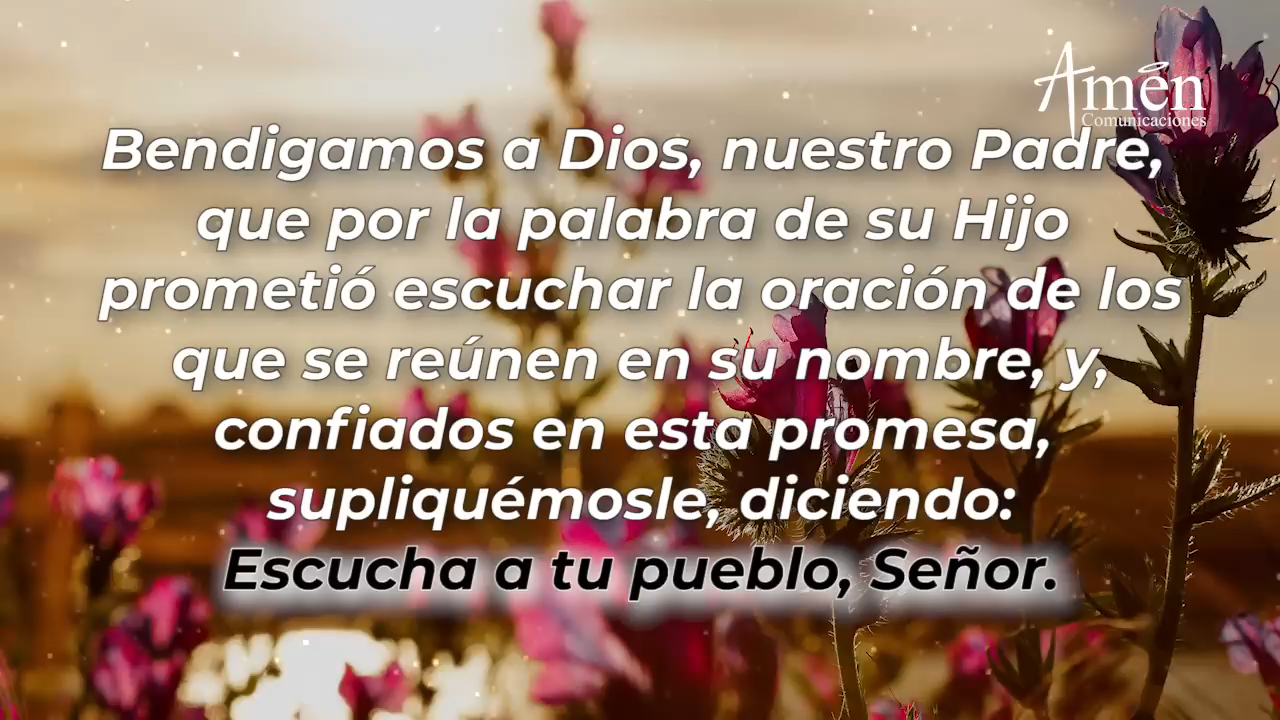 Amén
Comunicaciones
Bendigamos a Dios, nuestro Padre,
que por la palabra de su Hijo
prometió escuchar la oración de los
que se reúnen en su nombre, y,
confiados en esta promesa,
supliquémosle, diciendo:
Escucha a tu pueblo, Señor.